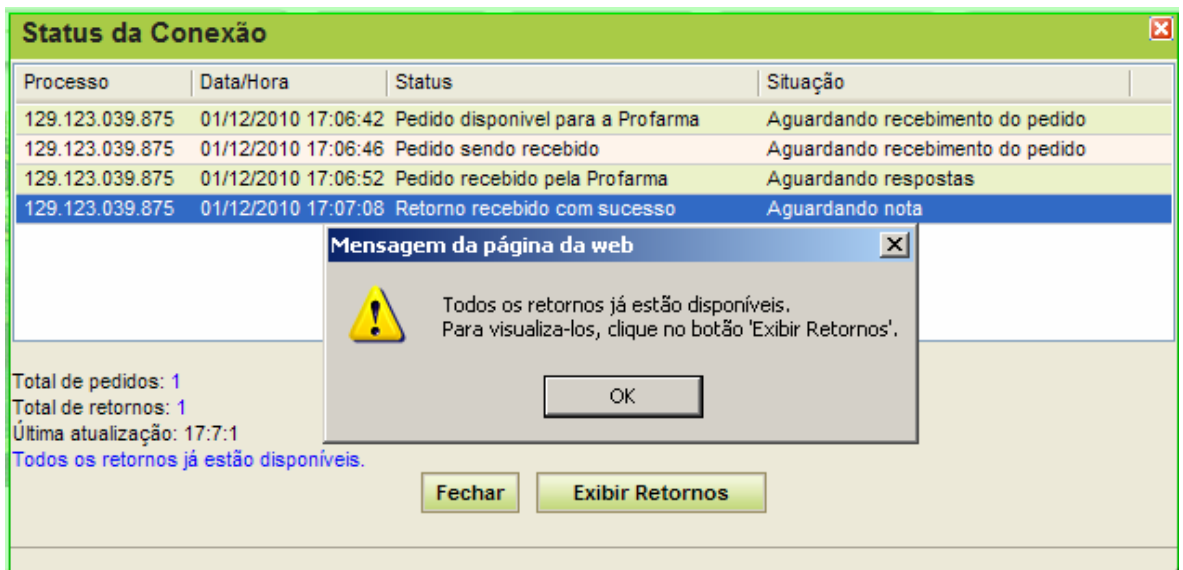 Status da Conexão
Processo Data/Hora Status Situação
129.123.039.875 01/12/2010 17:06:42 Pedido disponivel para a Profarma Aguardando recebimento do pedido
129.123.039.875 01/12/2010 17:06:46 Pedido sendo recebido Aguardando recebimento do pedido
129.123.039.875 01/12/2010 17:06:52 Pedido recebido pela Profarma Aguardando respostas
129.123.039.875 01/12/2010 17:07:08 Retorno recebido com sucesso Aguardando nota
Mensagem da página da web
Todos os retornos já estão disponíveis.
Para visualiza-los, clique no botão 'Exibir Retornos'.
OK
Total de pedidos: 1
Total de retornos: 1
Última atualização: 17:7:1
Todos os retornos já estão disponíveis.
Fechar Exibir Retornos